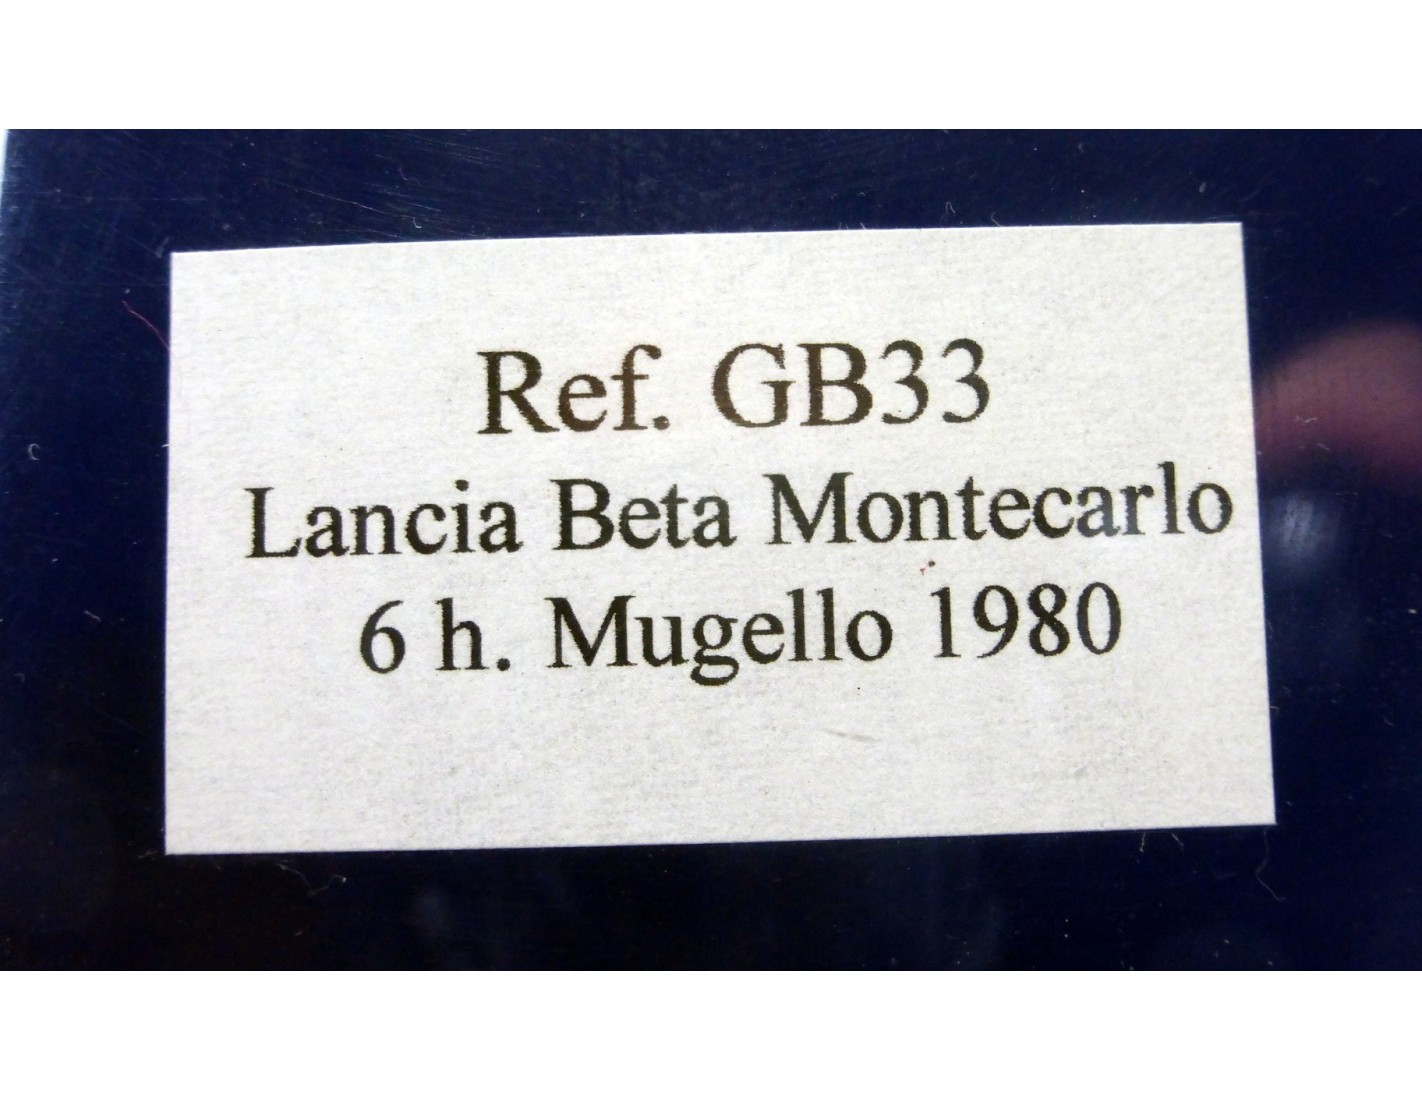 Ref. GB33
Lancia Beta Montecarlo
6 h. Mugello 1980